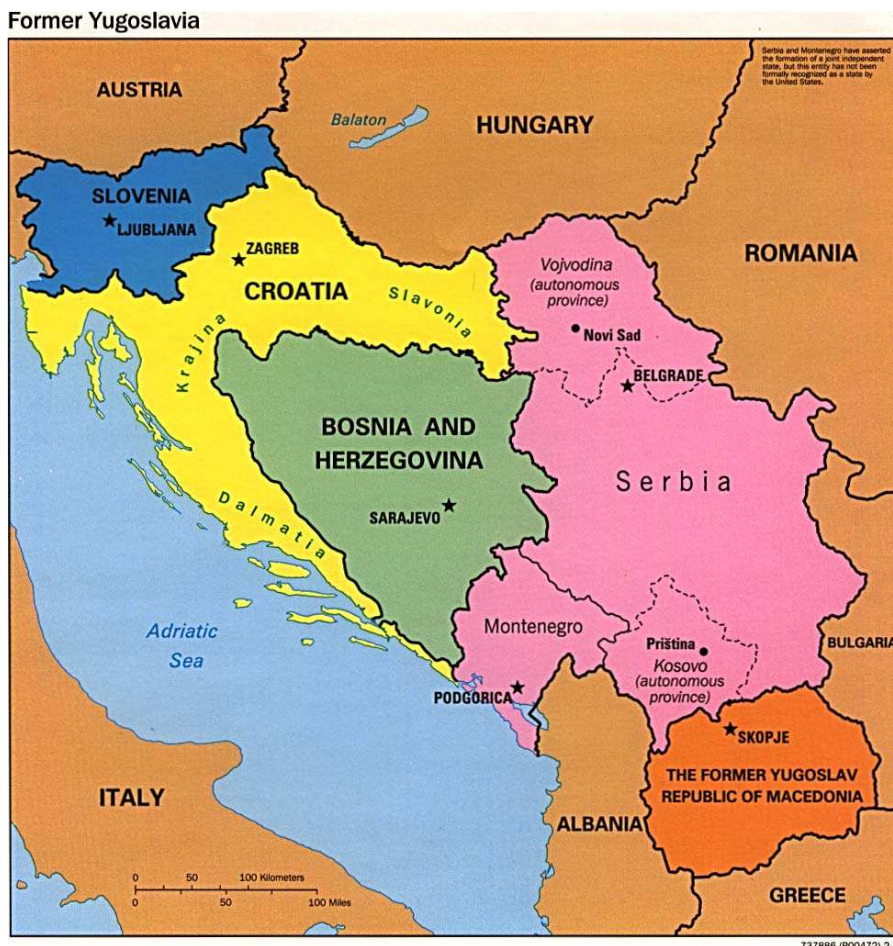 Former Yugoslavia
Serbia and Montenegro have asserted
the formation of a joint independent
state, but this entity has not been
formally recognized as a state by
the United States.
AUSTRIA
Balaton
HUNGARY
SLOVENIA
LJUBLJANA
ROMANIA
ZAGREB
CROATIA
Slavonia
Krajina
Dalmatia
Vojvodina
(autonomous
province)
Novi Sad
BELGRADE
BOSNIA AND
HERZEGOVINA
SARAJEVO
Serbia
Adriatic
Sea
Montenegro
PODGORICA
Priština
Kosovo
(autonomous
province)
BULGARIA
SKOPJE
THE FORMER YUGOSLAV
REPUBLIC OF MACEDONIA
ITALY
ALBANIA
GREECE
0 50 100 Kilometers
0 50 100 Miles
737886 (R00472) 2